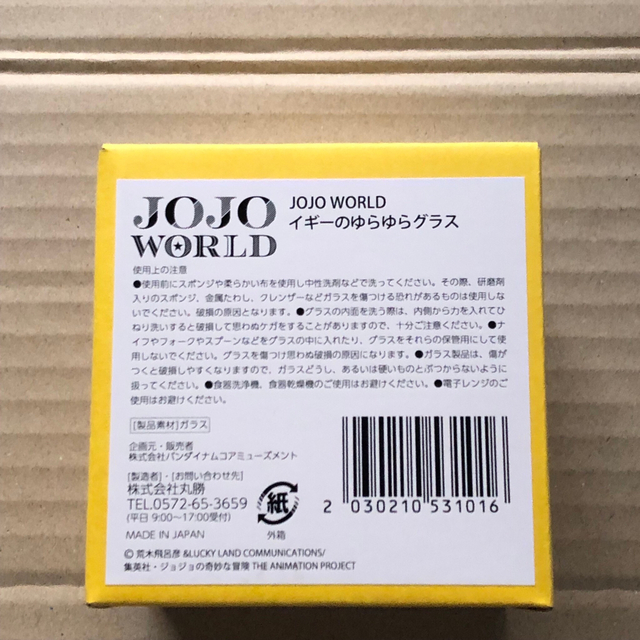 JOJO
WORLD
JOJO WORLD
イギーのゆらゆらグラス
使用上の注意
●使用前にスポンジや柔らかい布を使用し中性洗剤などで洗ってください。その際、研磨剤
入りのスポンジ、金属たわし、クレンザーなどガラスを傷つける恐れがあるものは使用しな
いでください。破損の原因となります。●グラスの内面を洗う際は、内側から力を入れてひ
ねり洗いすると破損して思わぬケガをすることがありますので、十分ご注意ください。●ナ
イフやフォークやスプーンなどをグラスの中に入れたり、グラスをそれらの保管用にして使
用しないでください。グラスを傷つけ思わぬ破損の原因になります。●ガラス製品は、傷が
つくと破損しやすくなりますので、ガラスどうし、あるいは硬いものとぶつからないように
扱ってください。●食器洗浄機、食器乾燥機のご使用はお避けください。●電子レンジのご
使用はお避けください。
[製品素材]ガラス
企画元・販売者
株式会社バンダイナムコアミューズメント
[製造者]・[お問い合わせ先]
株式会社丸勝
TEL.0572-65-3659
(平日 9:00〜17:00受付)
MADE IN JAPAN
紙
外箱
2 030210 531016
© 荒木飛呂彦 &LUCKY LAND COMMUNICATIONS/
集英社・ジョジョの奇妙な冒険 THE ANIMATION PROJECT